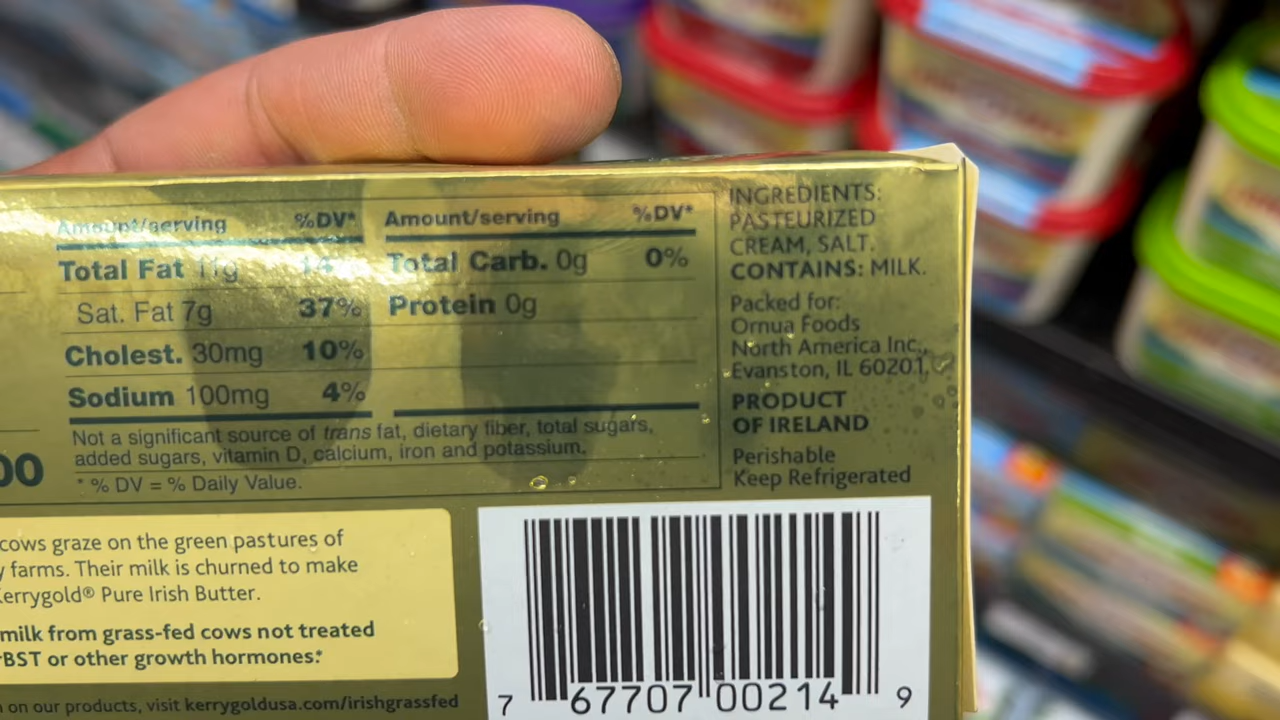 Amount/serving %DV*
Total Fat 11g 14%
Sat. Fat 7g 37%
Cholest. 30mg 10%
Sodium 100mg 4%
Amount/serving %DV*
Total Carb. 0g 0%
Protein 0g
Not a significant source of trans fat, dietary fiber, total sugars,
added sugars, vitamin D, calcium, iron and potassium.
* % DV = % Daily Value.
00
INGREDIENTS:
PASTEURIZED
CREAM, SALT.
CONTAINS: MILK.
Packed for:
Ornua Foods
North America Inc.,
Evanston, IL 60201,
PRODUCT
OF IRELAND
Perishable
Keep Refrigerated
cows graze on the green pastures of
farms. Their milk is churned to make
Kerrygold® Pure Irish Butter.
milk from grass-fed cows not treated
rBST or other growth hormones.*
on our products, visit kerrygoldusa.com/irishgrassfed
7 67707 00214 9